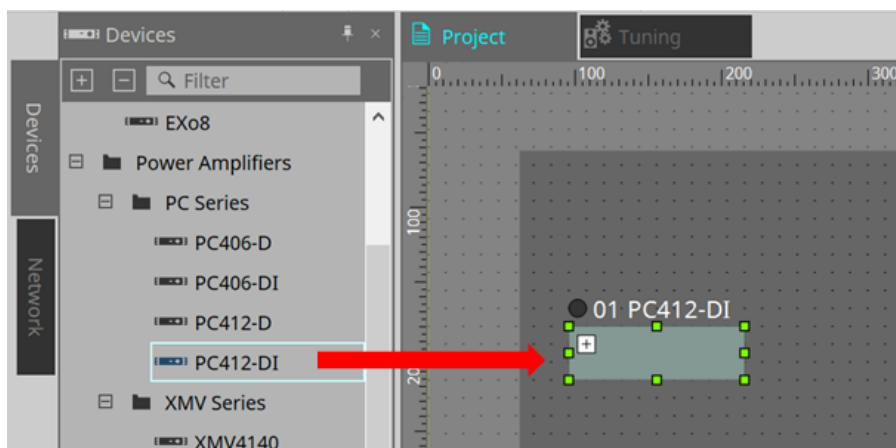 Devices
Filter
EXo8
Power Amplifiers
PC Series
PC406-D
PC406-DI
PC412-D
PC412-DI
XMV Series
XMV4140
Devices
Network
Project
Tuning
0
100
200
300
100
20
01 PC412-DI